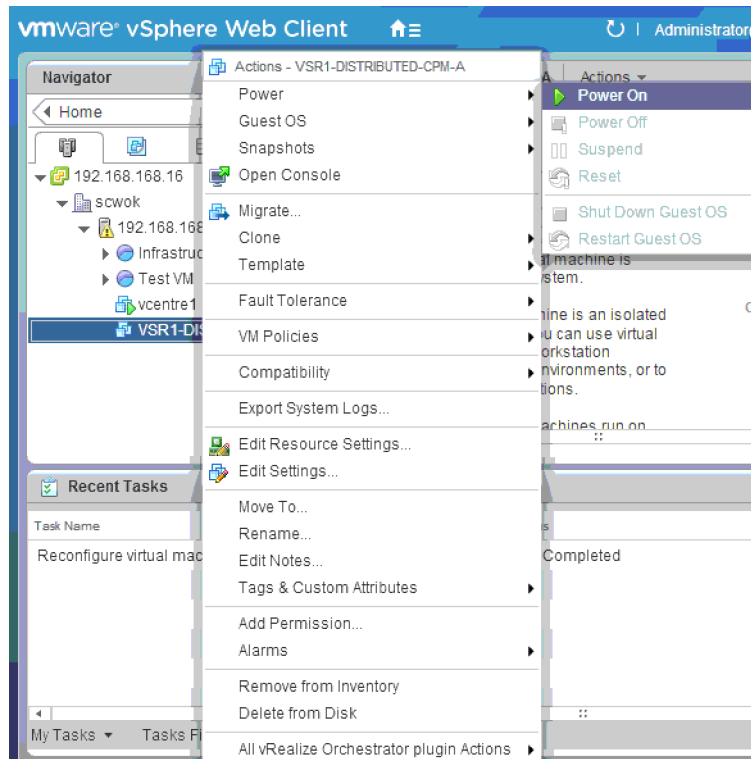 vmware® vSphere Web Client
Administrator
Navigator
Home
192.168.168.16
scwok
192.168.168
Infrastruc
Test VM
vcentre1
VSR1-DIS
Actions - VSR1-DISTRIBUTED-CPM-A
Power
Guest OS
Snapshots
Open Console
Migrate...
Clone
Template
Fault Tolerance
VM Policies
Compatibility
Export System Logs...
Edit Resource Settings...
Edit Settings...
Move To...
Rename...
Edit Notes...
Tags & Custom Attributes
Add Permission...
Alarms
Remove from Inventory
Delete from Disk
All vRealize Orchestrator plugin Actions
A
Actions
Power On
Power Off
Suspend
Reset
Shut Down Guest OS
Restart Guest OS
machine is
stem.
hine is an isolated
ou can use virtual
orkstation
nvironments, or to
tions.
achines run on
Recent Tasks
Task Name
s
Reconfigure virtual mac
Completed
My Tasks
Tasks Fi